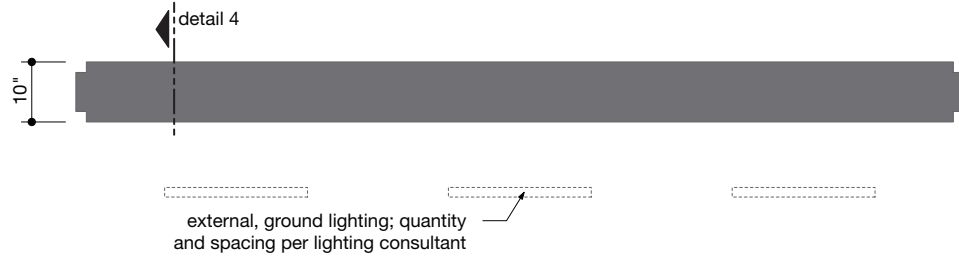 detail 4
10"
external, ground lighting; quantity
and spacing per lighting consultant